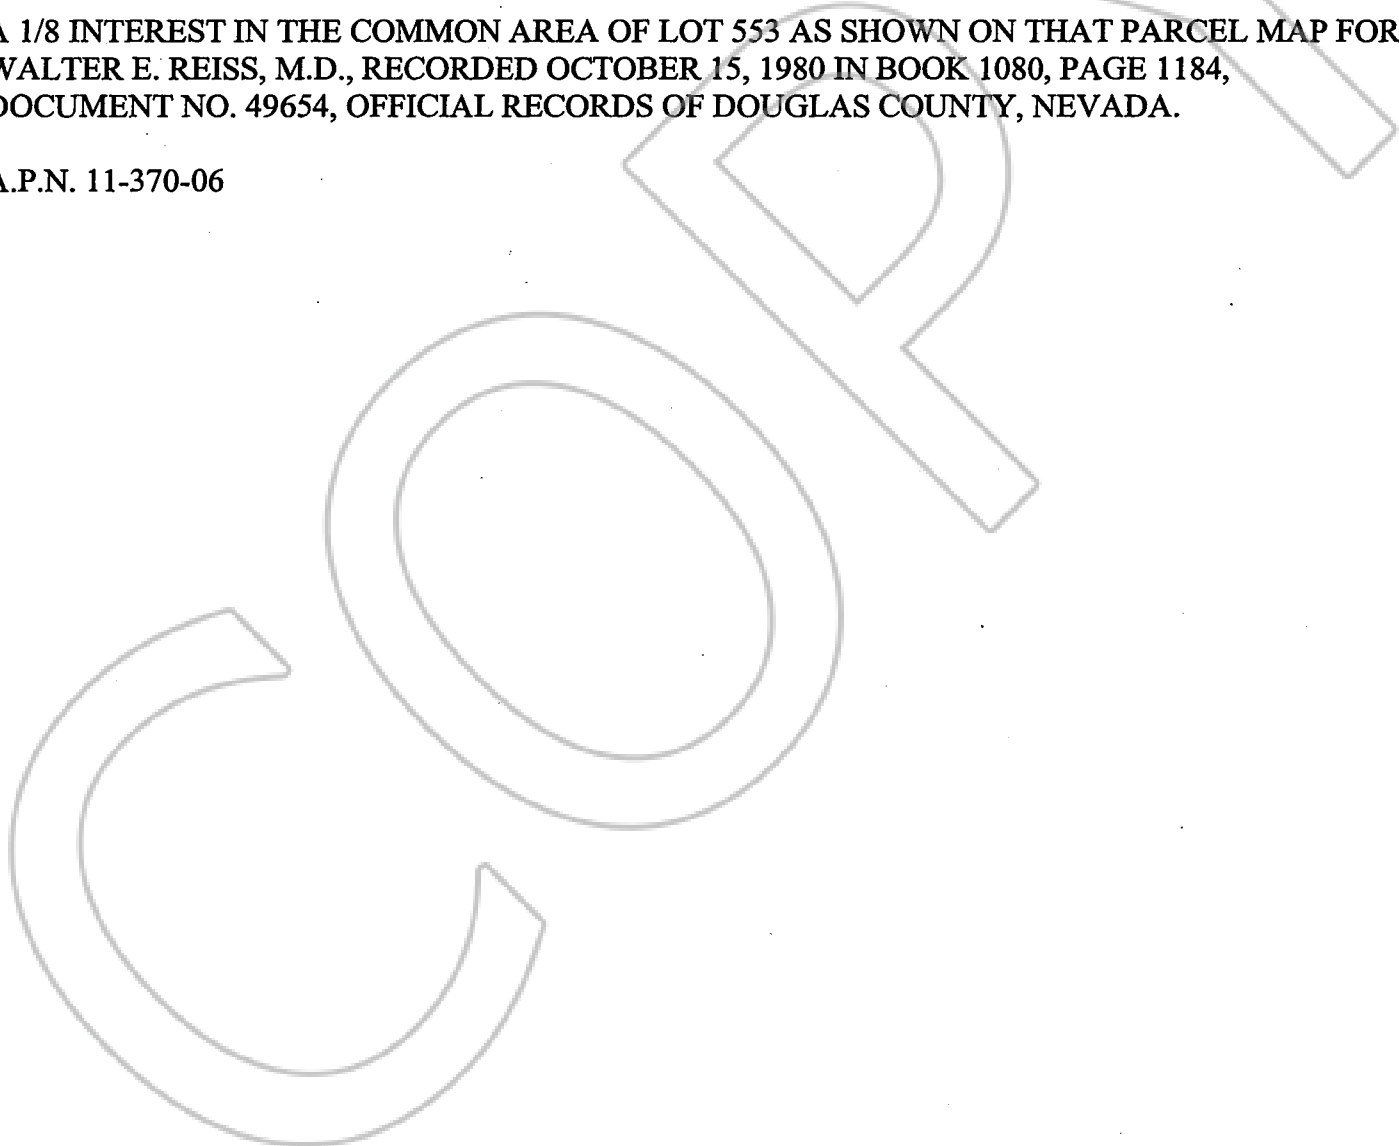 A 1/8 INTEREST IN THE COMMON AREA OF LOT 553 AS SHOWN ON THAT PARCEL MAP FOR
WALTER E. REISS, M.D., RECORDED OCTOBER 15, 1980 IN BOOK 1080, PAGE 1184,
DOCUMENT NO. 49654, OFFICIAL RECORDS OF DOUGLAS COUNTY, NEVADA.
A.P.N. 11-370-06
COPY